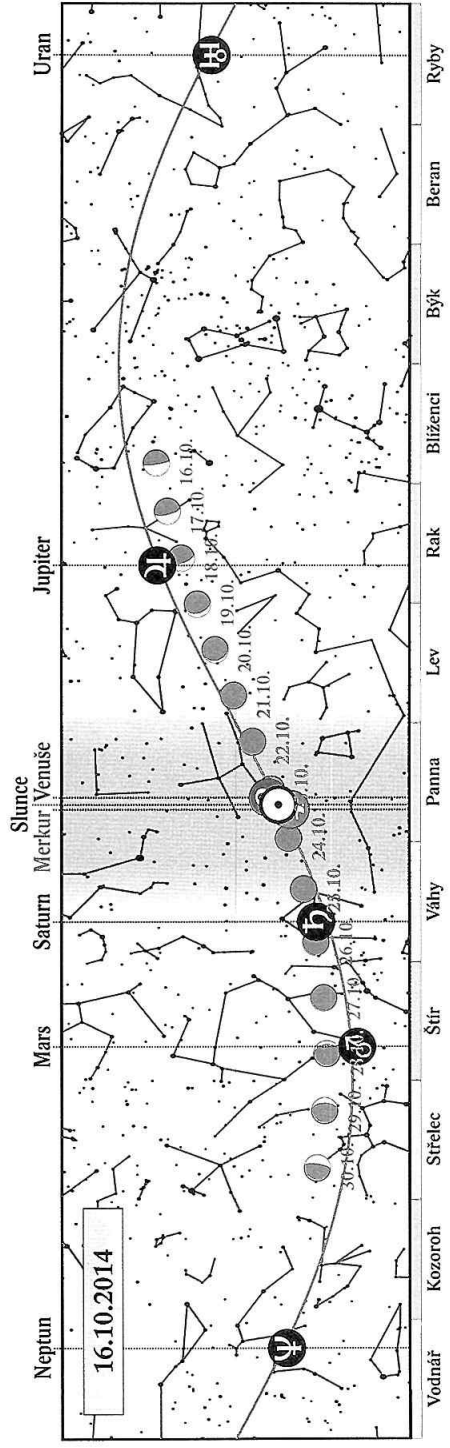 Neptun
Mars
Saturn
Merkur
Slunce
Venuše
Jupiter
Uran
16.10.2014
16.10.
17.10.
18.10.
19.10.
20.10.
21.10.
22.10.
24.10.
26.10.
27.10.
29.10.
30.10.
Vodnář
Kozoroh
Střelec
Štír
Váhy
Panna
Lev
Rak
Blíženci
Býk
Beran
Ryby